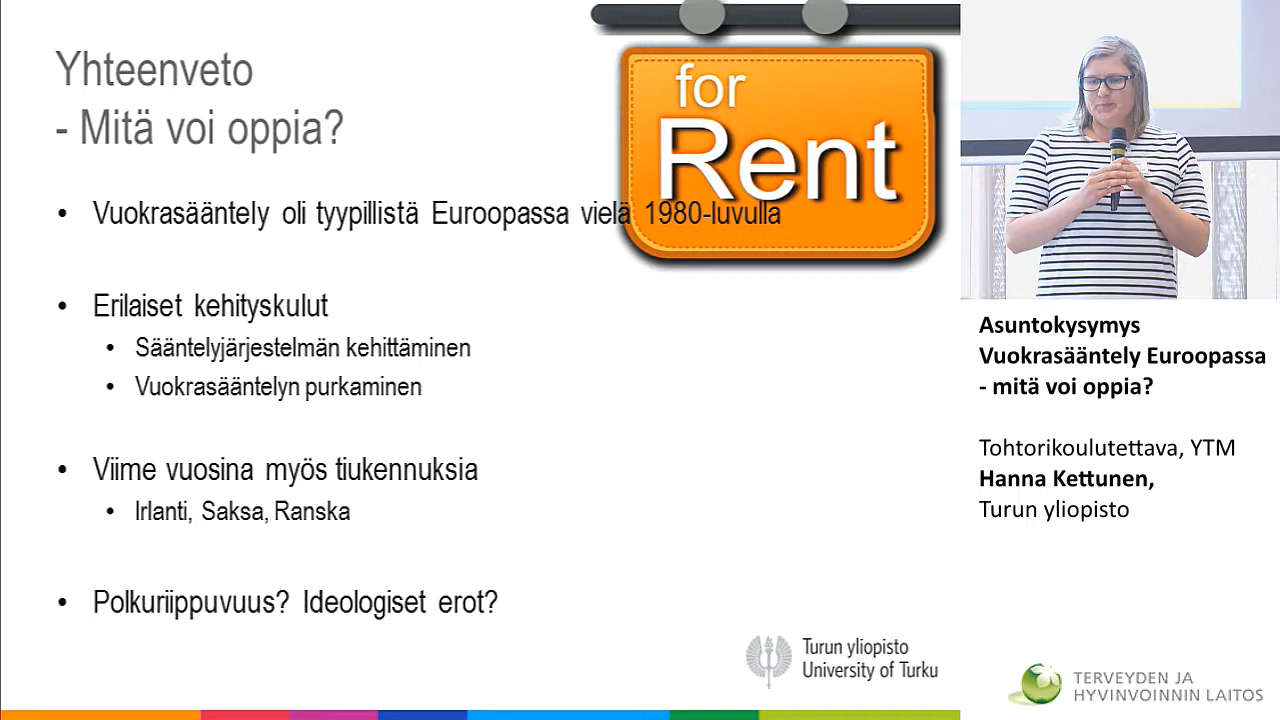 Yhteenveto
- Mitä voi oppia?
for
Rent
• Vuokrasääntely oli tyypillistä Euroopassa vielä 1980-luvulla
• Erilaiset kehityskulut
• Sääntelyjärjestelmän kehittäminen
• Vuokrasääntelyn purkaminen
• Viime vuosina myös tiukennuksia
• Irlanti, Saksa, Ranska
• Polkuriippuvuus? Ideologiset erot?
Turun yliopisto
University of Turku
Asuntokysymys
Vuokrasääntely Euroopassa
- mitä voi oppia?
Tohtorikoulutettava, YTM
Hanna Kettunen,
Turun yliopisto
TERVEYDEN JA
HYVINVOINNIN LAITOS